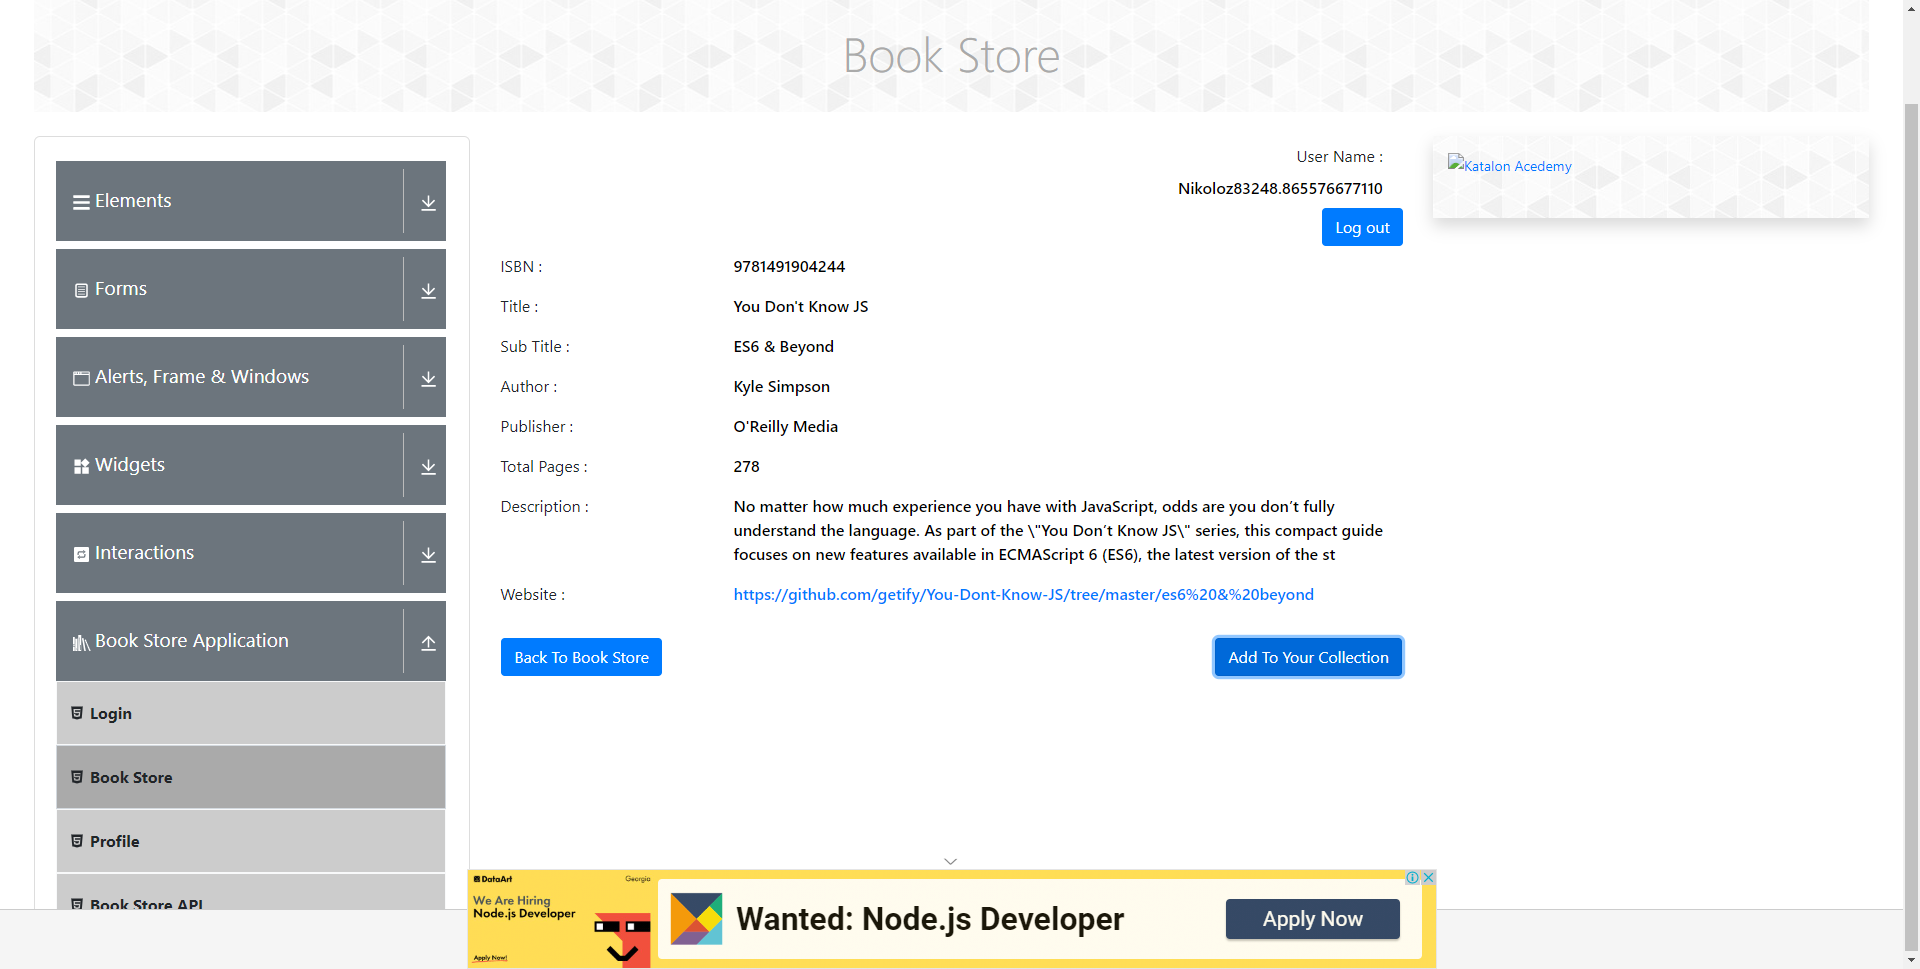 Book Store
Elements
Forms
Alerts, Frame & Windows
Widgets
Interactions
Book Store Application
Login
Book Store
Profile
Book Store API
User Name :
Nikoloz83248.865576677110
Log out
ISBN :
9781491904244
Title :
You Don't Know JS
Sub Title :
ES6 & Beyond
Author :
Kyle Simpson
Publisher :
O'Reilly Media
Total Pages :
278
Description :
No matter how much experience you have with JavaScript, odds are you don’t fully
understand the language. As part of the \"You Don’t Know JS\" series, this compact guide
focuses on new features available in ECMAScript 6 (ES6), the latest version of the st
Website :
https://github.com/getify/You-Dont-Know-JS/tree/master/es6%20&%20beyond
Back To Book Store
Add To Your Collection
Katalon Acedemy
DataArt
Georgia
We Are Hiring
Node.js Developer
Apply Now!
Wanted: Node.js Developer
Apply Now